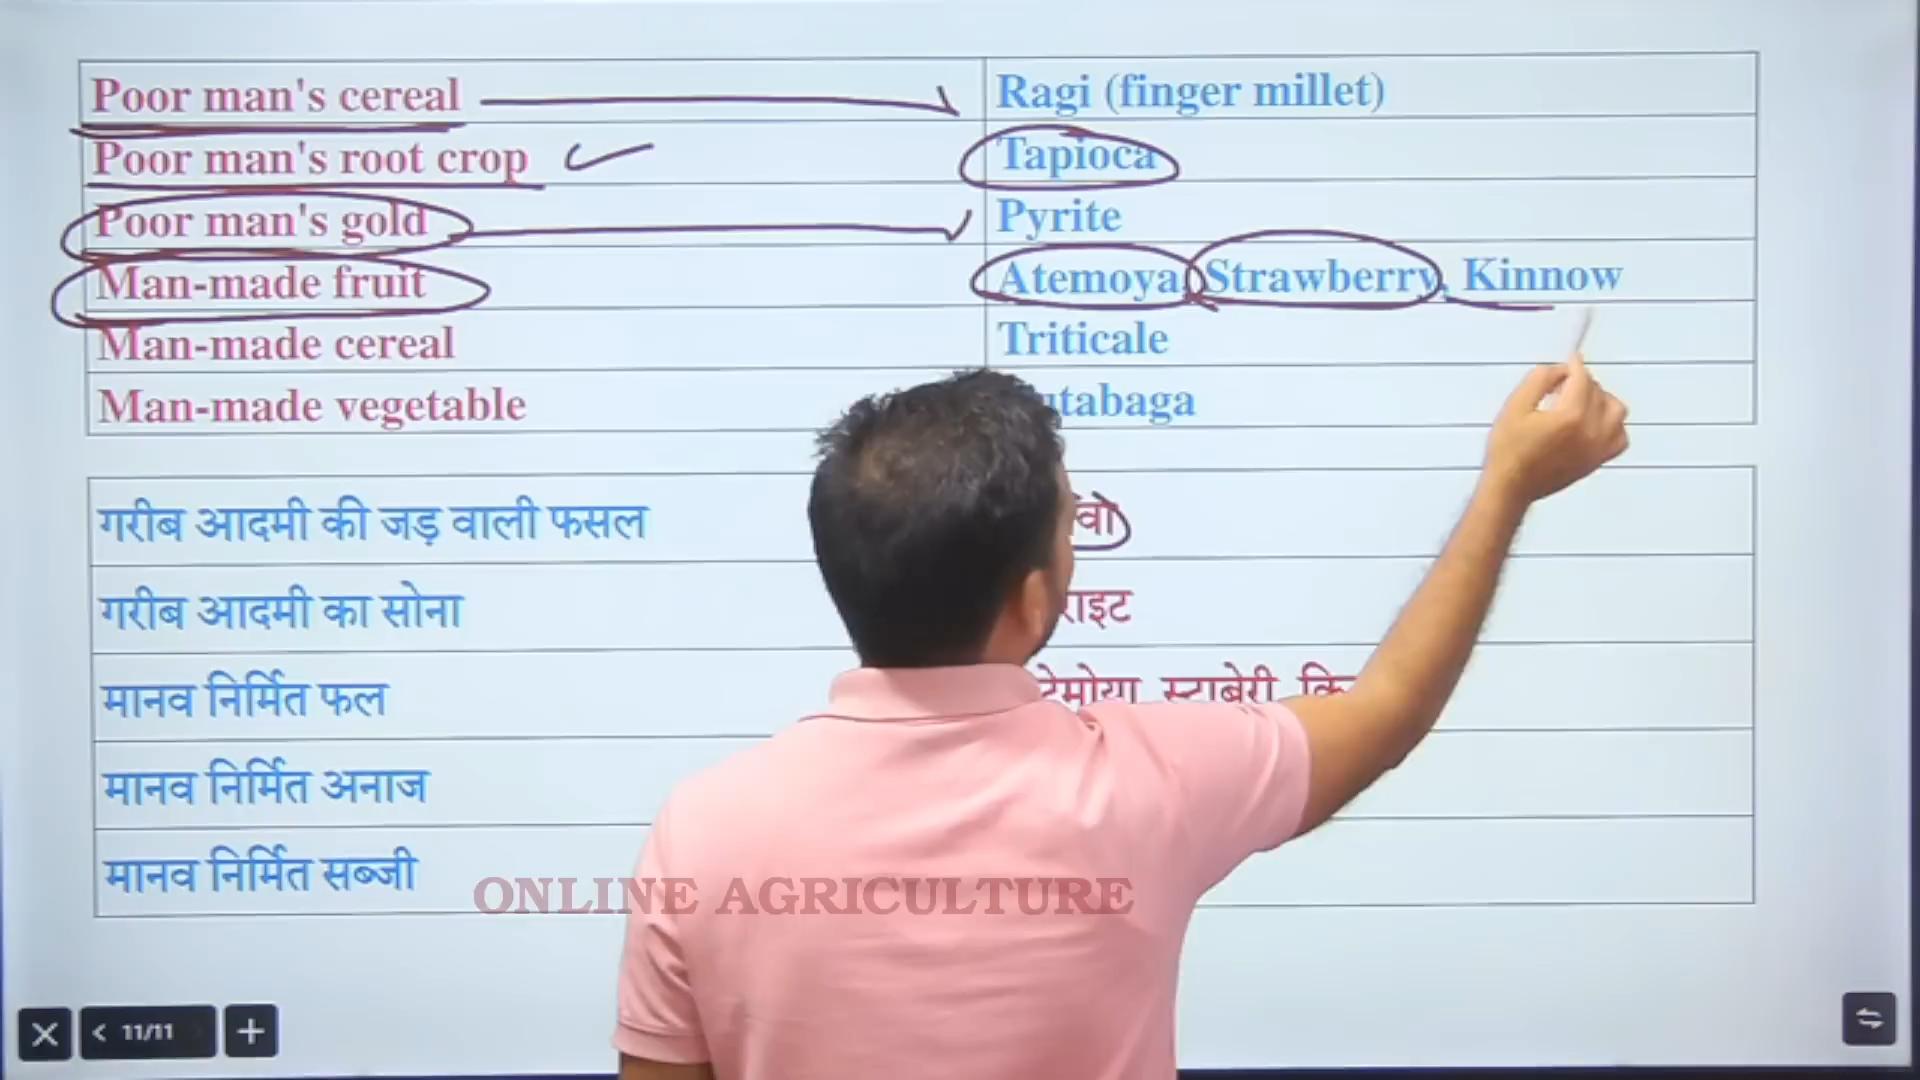 Poor man's cereal Ragi (finger millet)
Poor man's root crop Tapioca
Poor man's gold Pyrite
Man-made fruit Atemoya, Strawberry, Kinnow
Man-made cereal Triticale
Man-made vegetable
गरीब आदमी की जड़ वाली फसल
गरीब आदमी का सोना
मानव निर्मित फल
मानव निर्मित अनाज
मानव निर्मित सब्जी
ONLINE AGRICULTURE
11/11